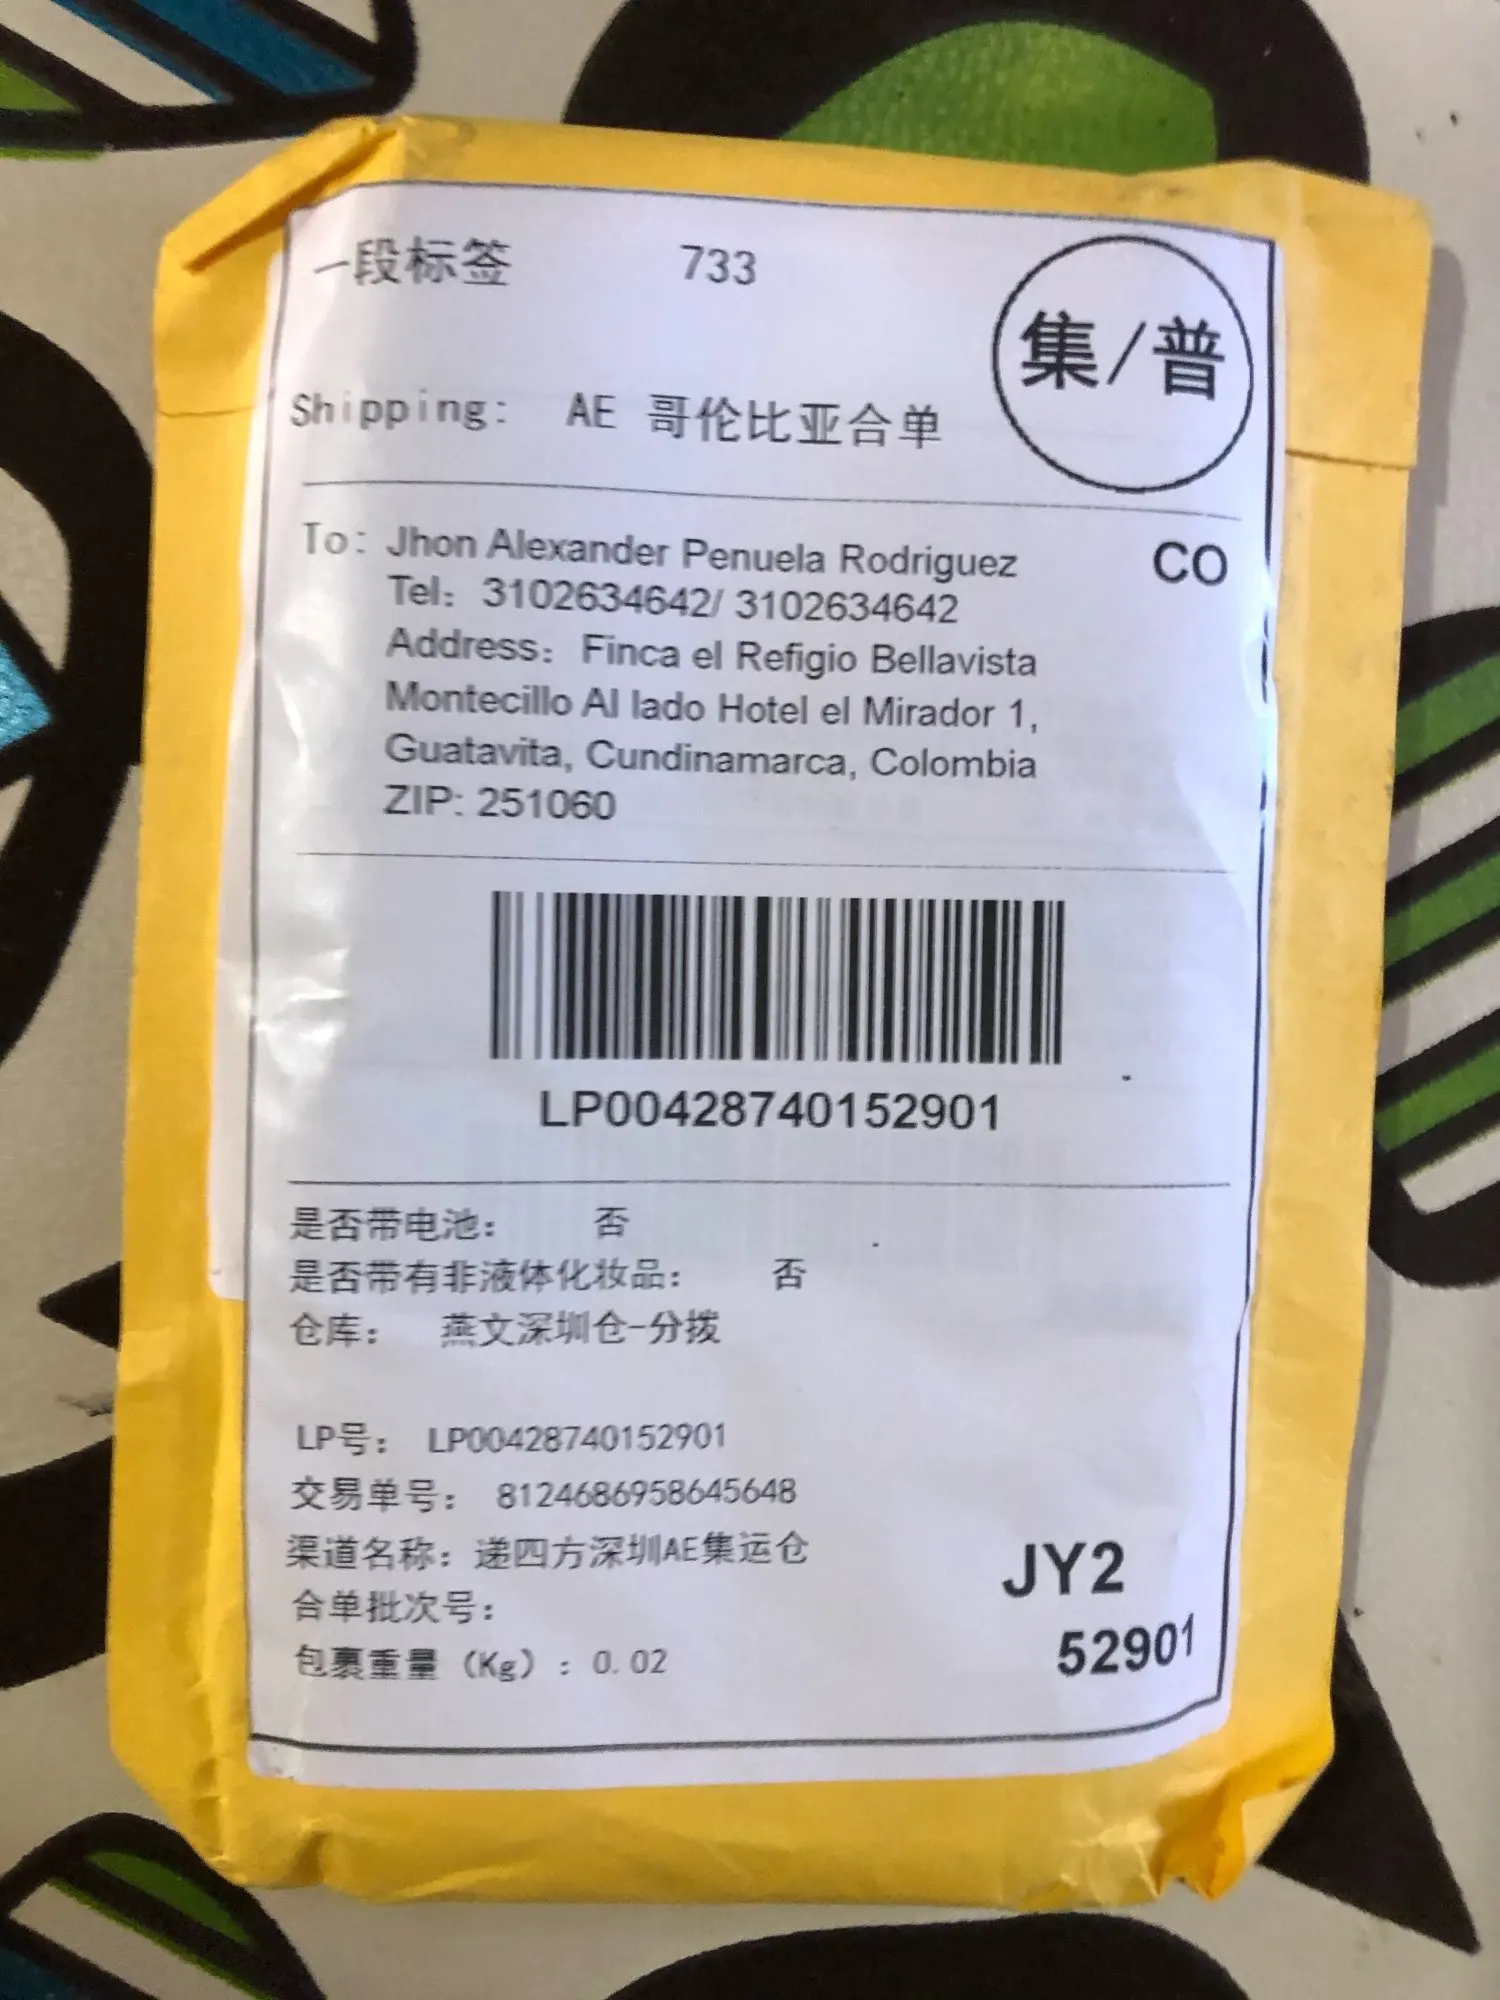 一段标签 733
集/普
Shipping: AE 哥伦比亚合单
To: Jhon Alexander Penuela Rodriguez CO
Tel: 3102634642/ 3102634642
Address: Finca el Refigio Bellavista
Montecillo Al lado Hotel el Mirador 1,
Guatavita, Cundinamarca, Colombia
ZIP: 251060
LP00428740152901
是否带电池: 否
是否带有非液体化妆品: 否
仓库: 燕文深圳仓-分拨
LP号: LP00428740152901
交易单号: 8124686958645648
渠道名称: 递四方深圳AE集运仓
JY2
合单批次号:
52901
包裹重量 (Kg) : 0.02